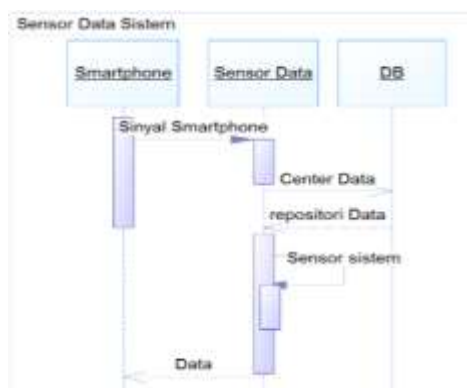 Sensor Data Sistem
Smartphone
Sensor Data
DB
Sinyal Smartphone
Center Data
repositori Data
Sensor sistem
Data